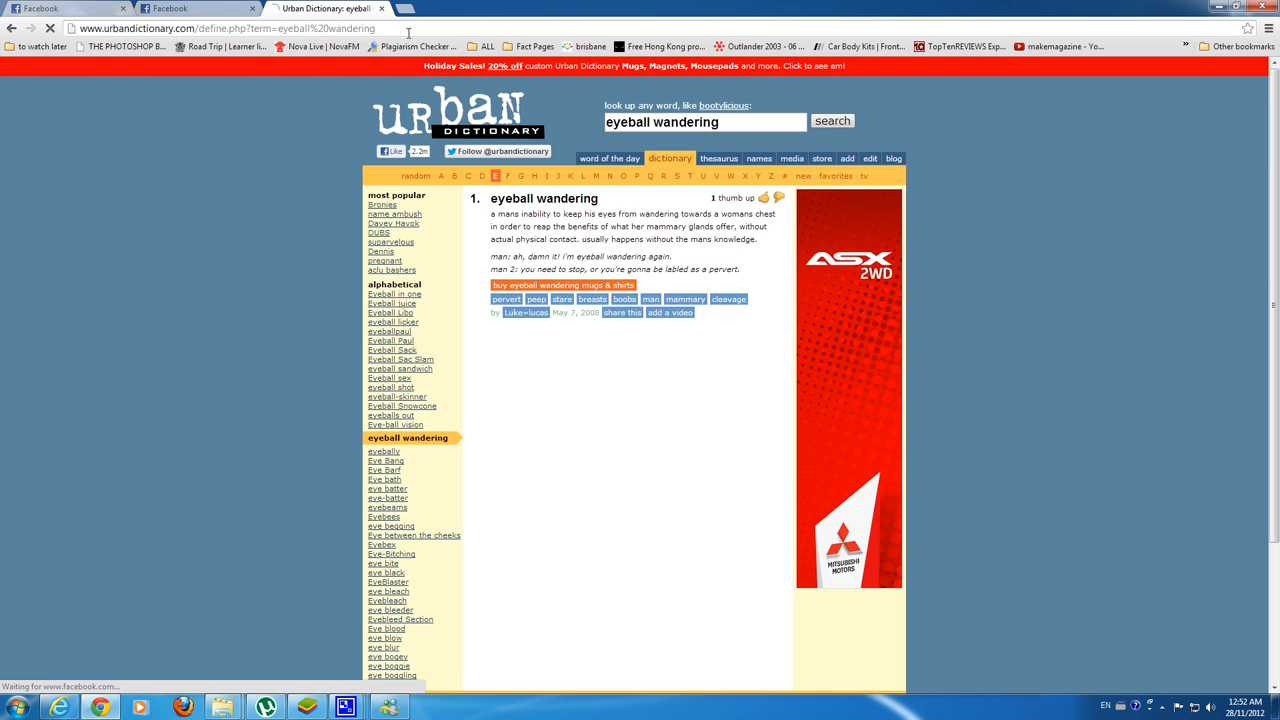 Facebook
Facebook
Urban Dictionary: eyeball
www.urbandictionary.com/define.php?term=eyeball%20wandering
to watch later
THE PHOTOSHOP B...
Road Trip | Learner li...
Nova Live | NovaFM
Plagiarism Checker ...
ALL
Fact Pages
brisbane
Free Hong Kong pro...
Outlander 2003 - 06 ...
Car Body Kits | Front...
TopTenREVIEWS Exp...
makemagazine - Yo...
Other bookmarks
Holiday Sales! 20% off custom Urban Dictionary Mugs, Magnets, Mousepads and more. Click to see em!
urban
DICTIONARY
look up any word, like bootylicious:
eyeball wandering
search
Like 2.2m
Follow @urbandictionary
word of the day dictionary thesaurus names media store add edit blog
random A B C D E F G H I J K L M N O P Q R S T U V W X Y Z # new favorites tv
most popular
Bronies
name ambush
Davey Havok
DUBS
suparvelous
Dennis
pregnant
aclu bashers
alphabetical
Eyeball in one
Eyeball juice
Eyeball Libo
eyeball licker
eyeballpaul
Eyeball Paul
Eyeball Sack
Eyeball Sac Slam
Eyeball sandwich
Eyeball sex
eyeball shot
eyeball-skinner
Eyeball Snowcone
eyeballs out
Eye-ball vision
eyeball wandering
eyebally
Eye Bang
Eye Barf
Eye bath
eye batter
eye-batter
eyebeams
Eyebees
eye begging
Eye between the cheeks
Eyebex
Eye-Bitching
eye bite
eye black
EyeBlaster
eye bleach
Eyebleach
eye bleeder
Eyebleed Section
Eye blood
eye blow
eye blur
eye bogey
eye boggie
eye boggling
1. eyeball wandering
1 thumb up
a mans inability to keep his eyes from wandering towards a womans chest
in order to reap the benefits of what her mammary glands offer, without
actual physical contact. usually happens without the mans knowledge.
man: ah, damn it! i'm eyeball wandering again.
man 2: you need to stop, or you're gonna be labled as a pervert.
buy eyeball wandering mugs & shirts
pervert peep stare breasts boobs man mammary cleavage
by Luke=lucas May 7, 2008 share this add a video
ASX
2WD
MITSUBISHI
MOTORS
Waiting for www.facebook.com...
EN
12:52 AM
28/11/2012